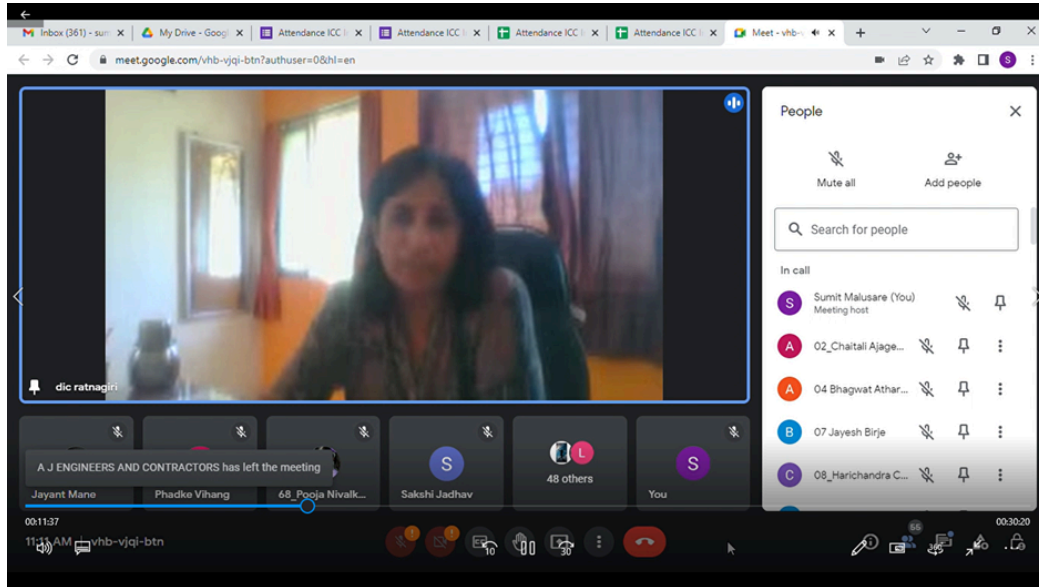 Inbox (361) - sum
My Drive - Googl
Attendance ICC
Attendance ICC
Attendance ICC
Attendance ICC
Meet - vhb-
meet.google.com/vhb-vjqi-btn?authuser=0&hl=en
S
dic ratnagiri
People
Mute all
Add people
Search for people
In call
S
Sumit Malusare (You)
Meeting host
A
02_Chaitali Ajage...
A
04 Bhagwat Athar...
B
07 Jayesh Birje
C
08_Harichandra C...
A J ENGINEERS AND CONTRACTORS has left the meeting
Jayant Mane
Phadke Vihang
68_Pooja Nivalk...
S
Sakshi Jadhav
L
48 others
S
You
00:11:37
00:30:20
11:11 AM
vhb-vjqi-btn
10
30
55